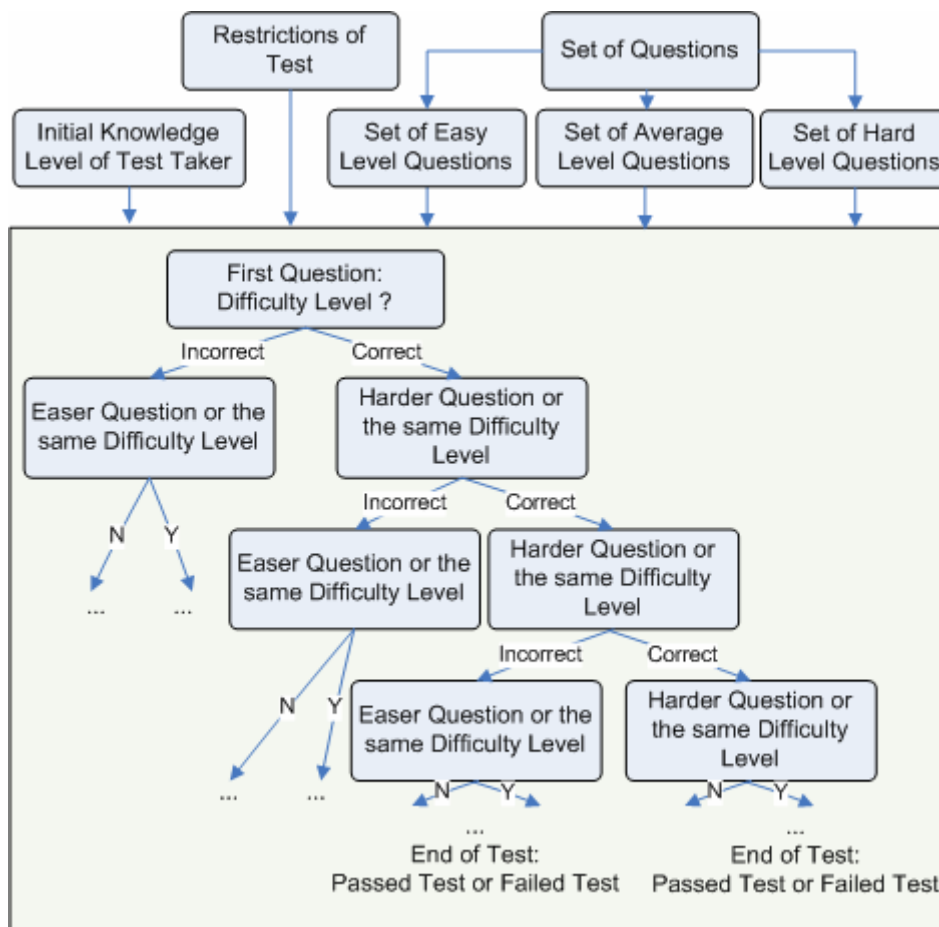 Restrictions of
Test
Set of Questions
Initial Knowledge
Level of Test Taker
Set of Easy
Level Questions
Set of Average
Level Questions
Set of Hard
Level Questions
First Question:
Difficulty Level ?
Incorrect
Correct
Easer Question or the
same Difficulty Level
Harder Question or
the same Difficulty
Level
N
Y
...
...
Incorrect
Correct
Easer Question or the
same Difficulty Level
Harder Question or
the same Difficulty
Level
N
Y
...
...
Incorrect
Correct
Easer Question or the
same Difficulty Level
Harder Question or
the same Difficulty
Level
N
Y
N
Y
...
End of Test:
Passed Test or Failed Test
...
End of Test:
Passed Test or Failed Test